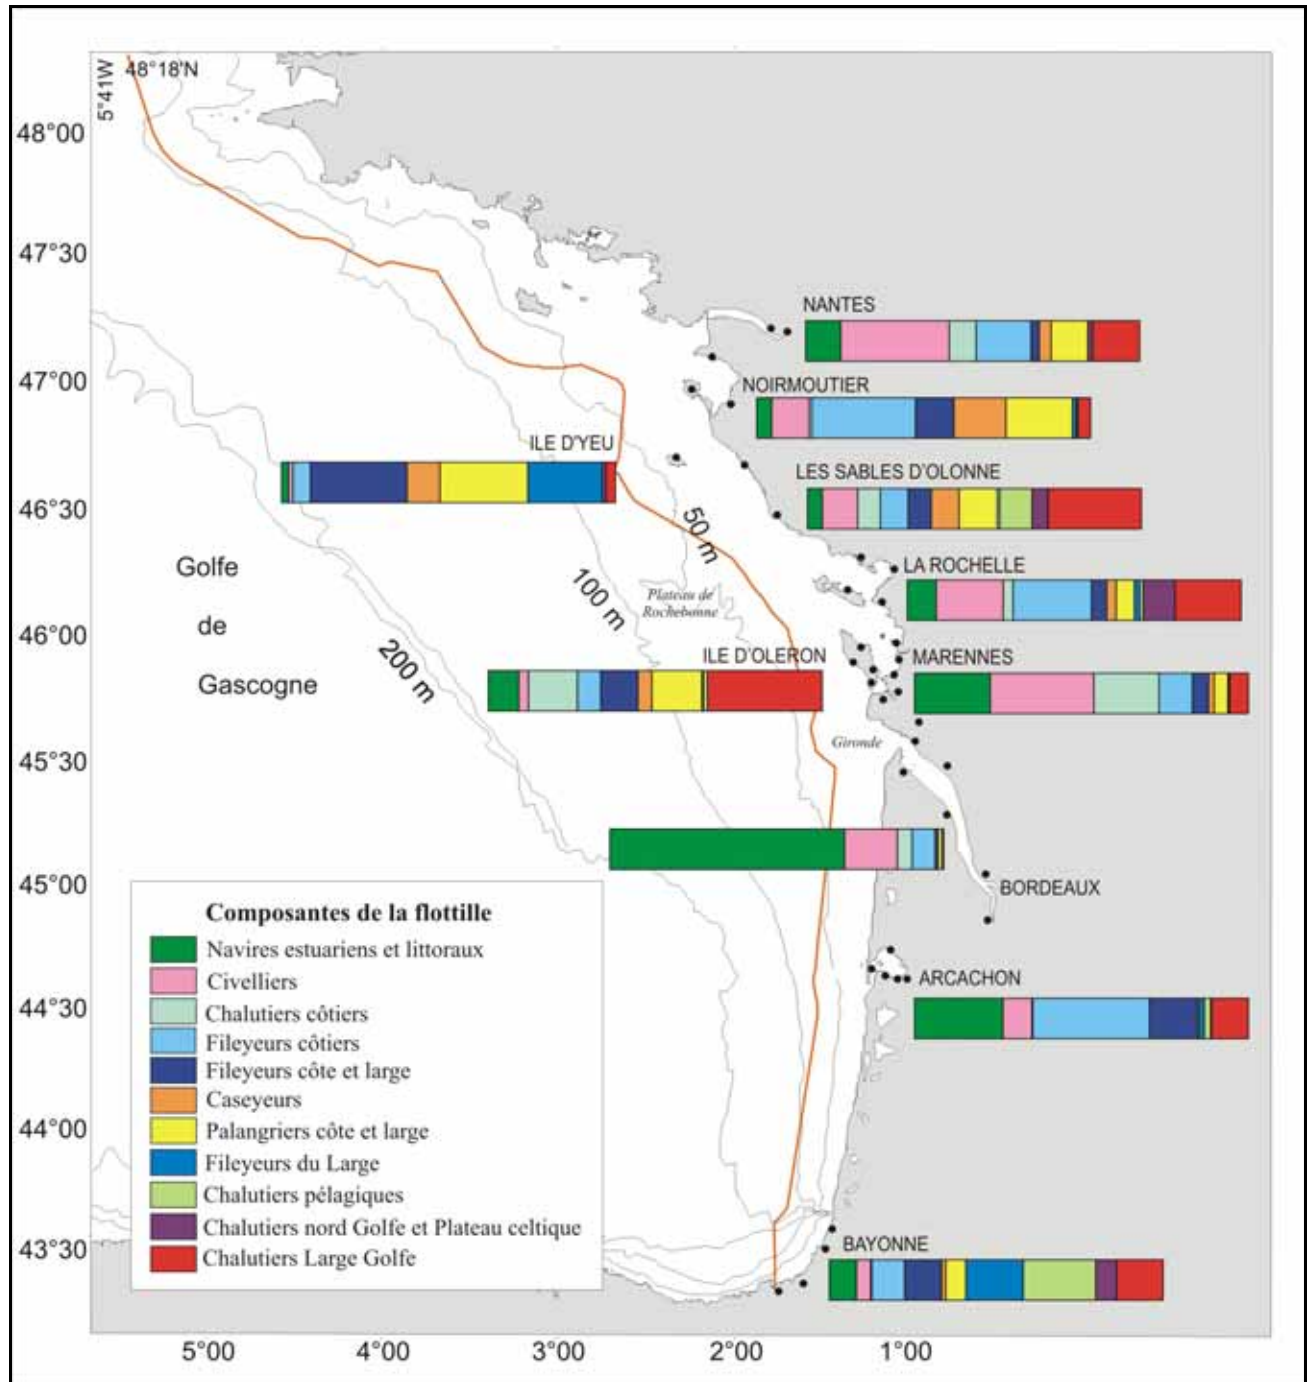 5°41W
48°18'N
48°00
47°30
NANTES
47°00
NOIRMOUTIER
ILE D'YEU
LES SABLES D'OLONNE
46°30
50 m
Golfe
de
Gascogne
100 m
Plateau de
Rochebonne
LA ROCHELLE
46°00
200 m
ILE D'OLERON
MARENNES
45°30
Gironde
45°00
BORDEAUX
Composantes de la flottille
Navires estuariens et littoraux
Civelliers
Chalutiers côtiers
Fileyeurs côtiers
Fileyeurs côte et large
Caseyeurs
Palangriers côte et large
Fileyeurs du Large
Chalutiers pélagiques
Chalutiers nord Golfe et Plateau celtique
Chalutiers Large Golfe
ARCACHON
44°30
44°00
43°30
BAYONNE
5°00 4°00 3°00 2°00 1°00